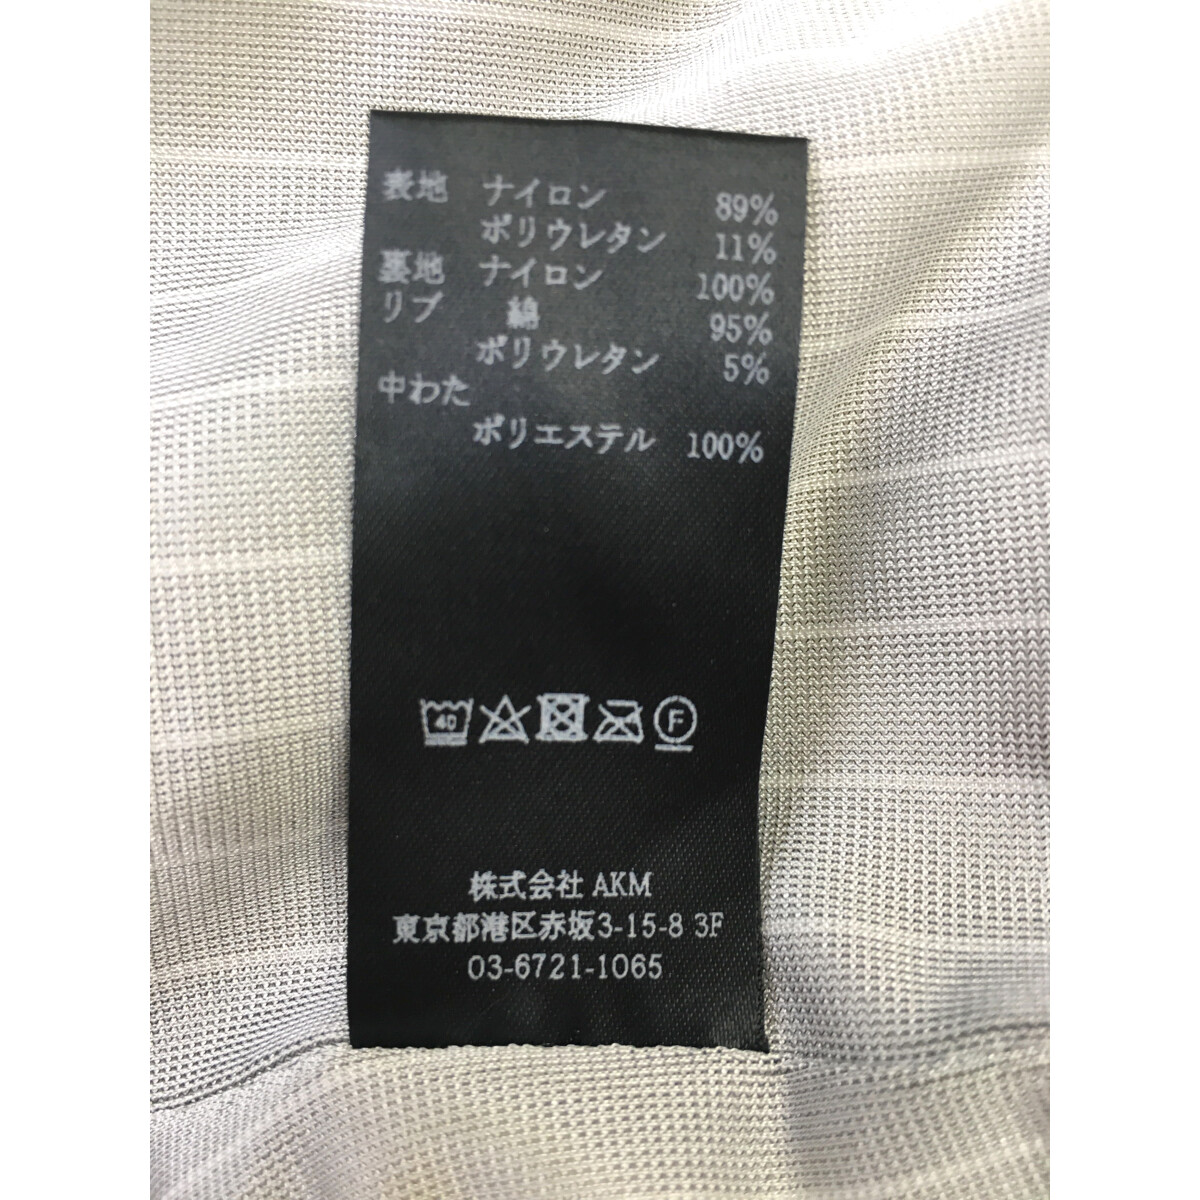 表地 ナイロン 89%
ポリウレタン 11%
裏地 ナイロン 100%
リブ 綿 95%
ポリウレタン 5%
中わた
ポリエステル 100%
40 F
株式会社 AKM
東京都港区赤坂3-15-8 3F
03-6721-1065